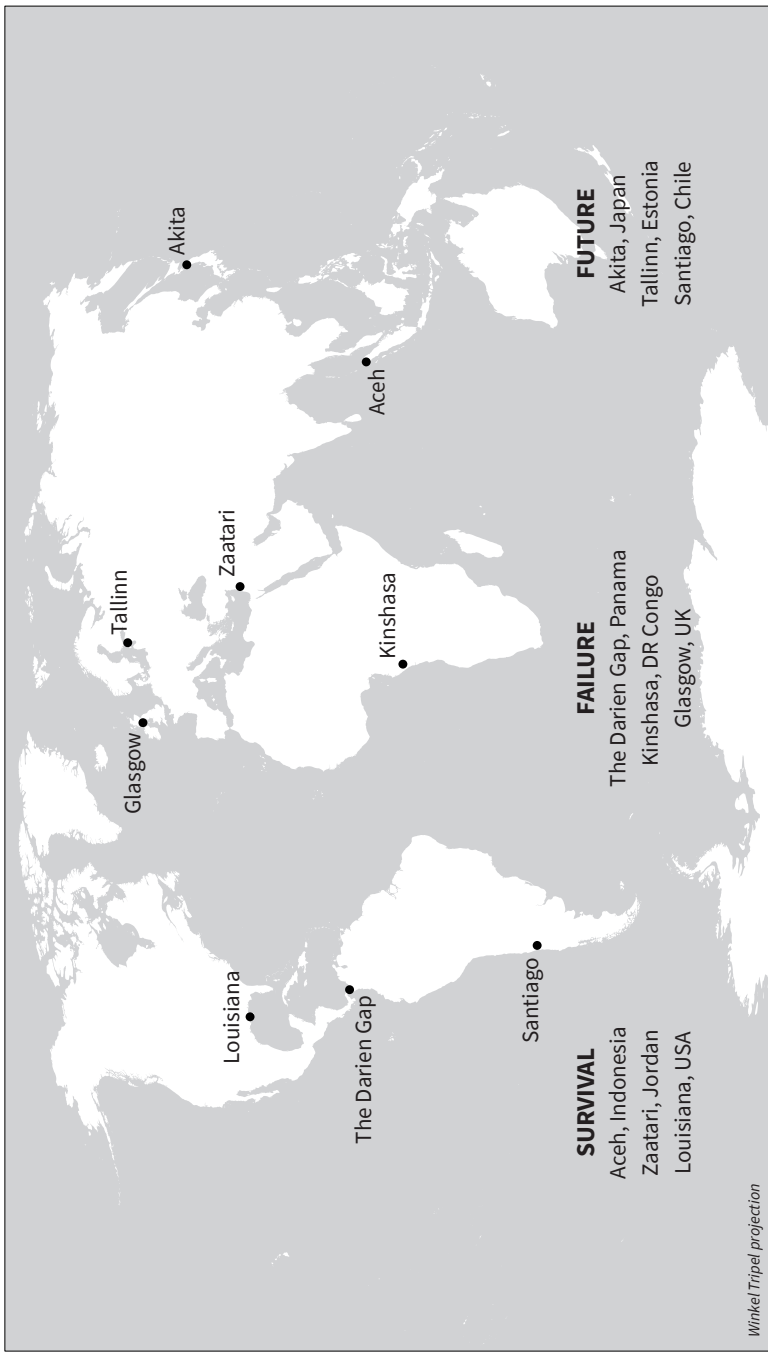 Akita
Tallinn
Glasgow
Zaatari
Louisiana
Aceh
Kinshasa
The Darien Gap
Santiago
SURVIVAL
Aceh, Indonesia
Zaatari, Jordan
Louisiana, USA
FAILURE
The Darien Gap, Panama
Kinshasa, DR Congo
Glasgow, UK
FUTURE
Akita, Japan
Tallinn, Estonia
Santiago, Chile
Winkel Tripel projection